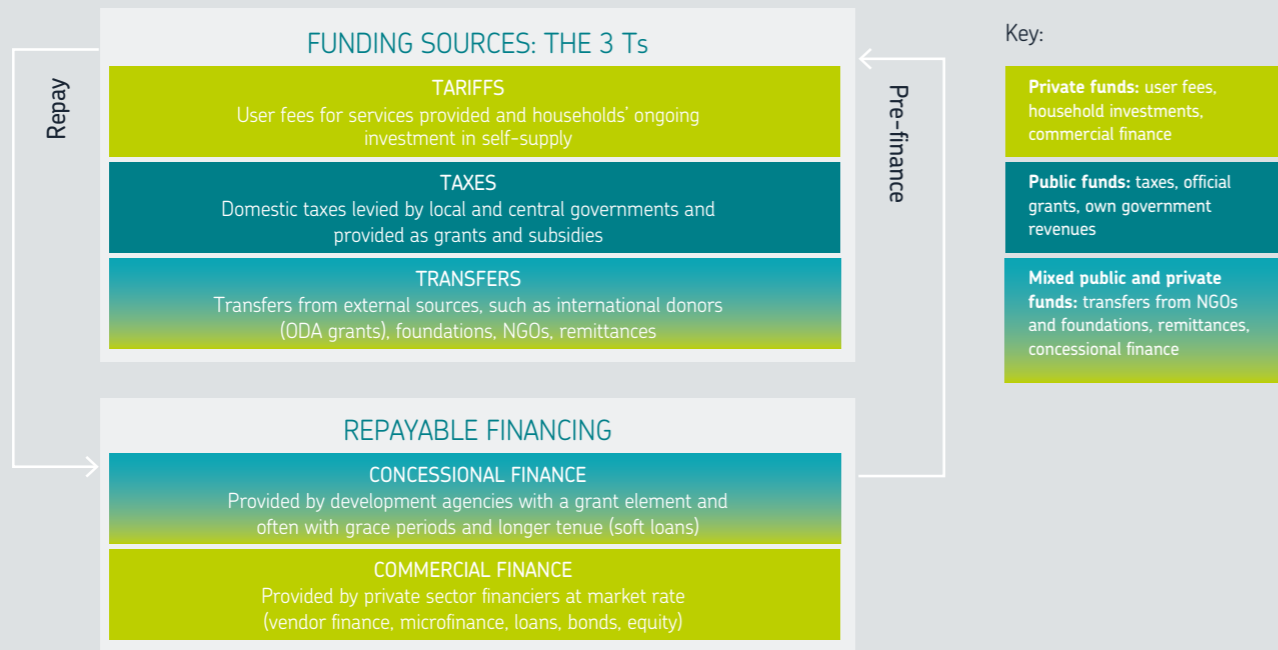 FUNDING SOURCES: THE 3 Ts
TARIFFS
User fees for services provided and households' ongoing
investment in self-supply
TAXES
Domestic taxes levied by local and central governments and
provided as grants and subsidies
TRANSFERS
Transfers from external sources, such as international donors
(ODA grants), foundations, NGOs, remittances
Repay
Pre-finance
REPAYABLE FINANCING
CONCESSIONAL FINANCE
Provided by development agencies with a grant element and
often with grace periods and longer tenue (soft loans)
COMMERCIAL FINANCE
Provided by private sector financiers at market rate
(vendor finance, microfinance, loans, bonds, equity)
Key:
Private funds: user fees,
household investments,
commercial finance
Public funds: taxes, official
grants, own government
revenues
Mixed public and private
funds: transfers from NGOs
and foundations, remittances,
concessional finance